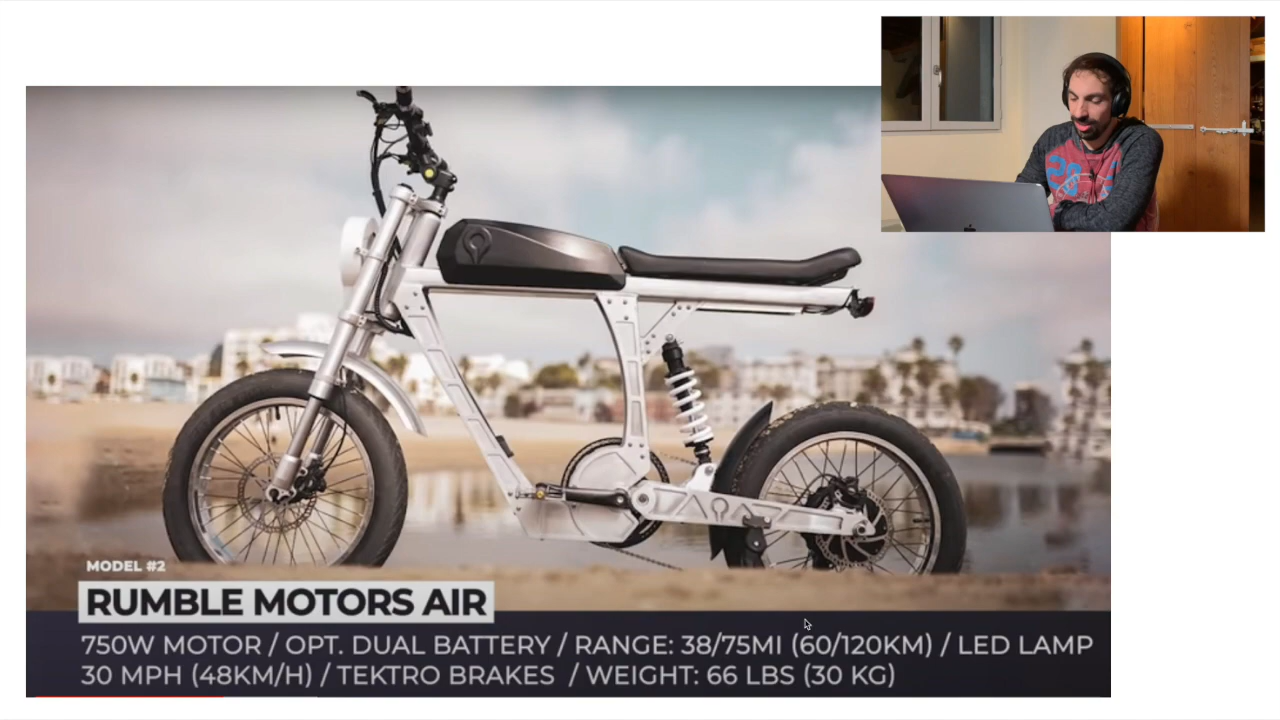 MODEL #2
RUMBLE MOTORS AIR
750W MOTOR / OPT. DUAL BATTERY / RANGE: 38/75MI (60/120KM) / LED LAMP
30 MPH (48KM/H) / TEKTRO BRAKES / WEIGHT: 66 LBS (30 KG)